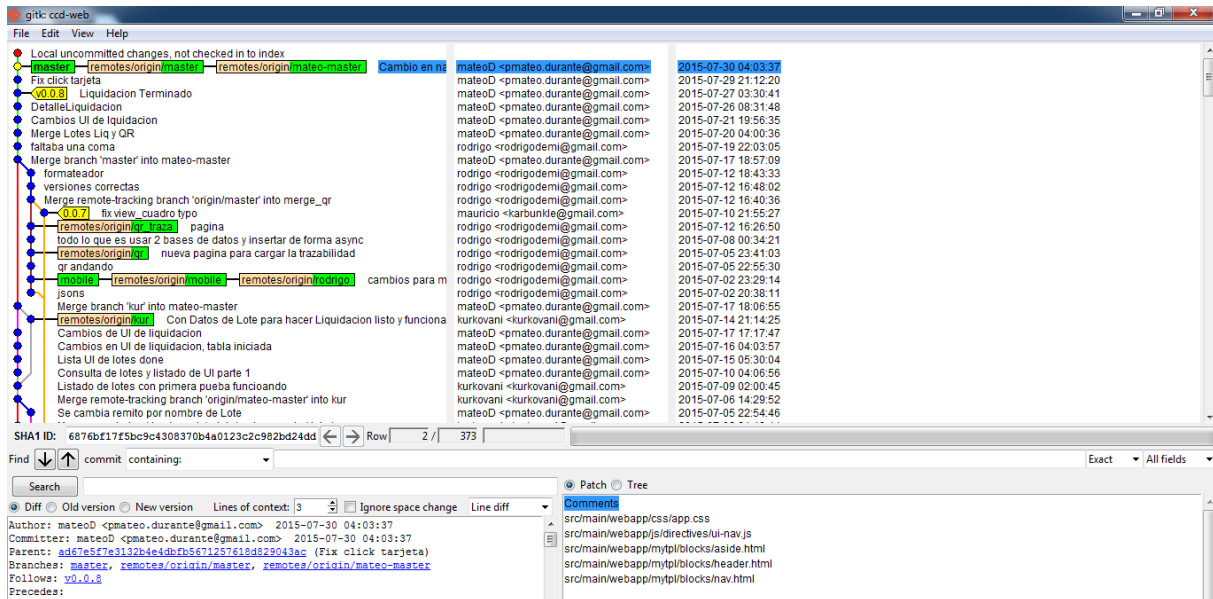 gitk: ccd-web
File Edit View Help
Local uncommitted changes, not checked in to index
master remotes/origin/master remotes/origin/mateo-master Cambio en na mateoD <pmateo.durante@gmail.com> 2015-07-30 04:03:37
Fix click tarjeta mateoD <pmateo.durante@gmail.com> 2015-07-29 21:12:20
v0.0.8 Liquidacion Terminado mateoD <pmateo.durante@gmail.com> 2015-07-27 03:30:41
DetalleLiquidacion mateoD <pmateo.durante@gmail.com> 2015-07-26 08:31:48
Cambios UI de lquidacion mateoD <pmateo.durante@gmail.com> 2015-07-21 19:56:35
Merge Lotes Liq y QR mateoD <pmateo.durante@gmail.com> 2015-07-20 04:00:36
faltaba una coma rodrigo <rodrigodemi@gmail.com> 2015-07-19 22:03:05
Merge branch 'master' into mateo-master mateoD <pmateo.durante@gmail.com> 2015-07-17 18:57:09
formateador rodrigo <rodrigodemi@gmail.com> 2015-07-12 18:43:33
versiones correctas rodrigo <rodrigodemi@gmail.com> 2015-07-12 16:48:02
Merge remote-tracking branch 'origin/master' into merge_qr rodrigo <rodrigodemi@gmail.com> 2015-07-12 16:40:36
0.0.7 fix view_cuadro typo mauricio <karbunkle@gmail.com> 2015-07-10 21:55:27
remotes/origin/qr_traza pagina rodrigo <rodrigodemi@gmail.com> 2015-07-12 16:26:50
todo lo que es usar 2 bases de datos y insertar de forma async rodrigo <rodrigodemi@gmail.com> 2015-07-08 00:34:21
remotes/origin/qr nueva pagina para cargar la trazabilidad rodrigo <rodrigodemi@gmail.com> 2015-07-05 23:41:03
qr andando rodrigo <rodrigodemi@gmail.com> 2015-07-05 22:55:30
mobile remotes/origin/mobile remotes/origin/rodrigo cambios para m rodrigo <rodrigodemi@gmail.com> 2015-07-02 23:29:14
jsons rodrigo <rodrigodemi@gmail.com> 2015-07-02 20:38:11
Merge branch 'kur' into mateo-master mateoD <pmateo.durante@gmail.com> 2015-07-17 18:06:55
remotes/origin/kur Con Datos de Lote para hacer Liquidacion listo y funciona kurkovani <kurkovani@gmail.com> 2015-07-14 21:14:25
Cambios de UI de liquidacion mateoD <pmateo.durante@gmail.com> 2015-07-17 17:17:47
Cambios en UI de liquidacion, tabla iniciada mateoD <pmateo.durante@gmail.com> 2015-07-16 04:03:57
Lista UI de lotes done mateoD <pmateo.durante@gmail.com> 2015-07-15 05:30:04
Consulta de lotes y listado de UI parte 1 mateoD <pmateo.durante@gmail.com> 2015-07-10 04:06:56
Listado de lotes con primera pueba funcioando kurkovani <kurkovani@gmail.com> 2015-07-09 02:00:45
Merge remote-tracking branch 'origin/mateo-master' into kur kurkovani <kurkovani@gmail.com> 2015-07-06 14:29:52
Se cambia remito por nombre de Lote mateoD <pmateo.durante@gmail.com> 2015-07-05 22:54:46
SHA1 ID: 6876bf17f5bc9c4308370b4a0123c2c982bd24dd Row 2 / 373
Find commit containing: Exact All fields
Search
Patch Tree
Diff Old version New version Lines of context: 3 Ignore space change Line diff
Author: mateoD <pmateo.durante@gmail.com> 2015-07-30 04:03:37
Committer: mateoD <pmateo.durante@gmail.com> 2015-07-30 04:03:37
Parent: ad67e5f7e3132b4e4dbfb5671257618d829043ac (Fix click tarjeta)
Branches: master, remotes/origin/master, remotes/origin/mateo-master
Follows: v0.0.8
Precedes:
Comments
src/main/webapp/css/app.css
src/main/webapp/js/directives/ui-nav.js
src/main/webapp/mytpl/blocks/aside.html
src/main/webapp/mytpl/blocks/header.html
src/main/webapp/mytpl/blocks/nav.html